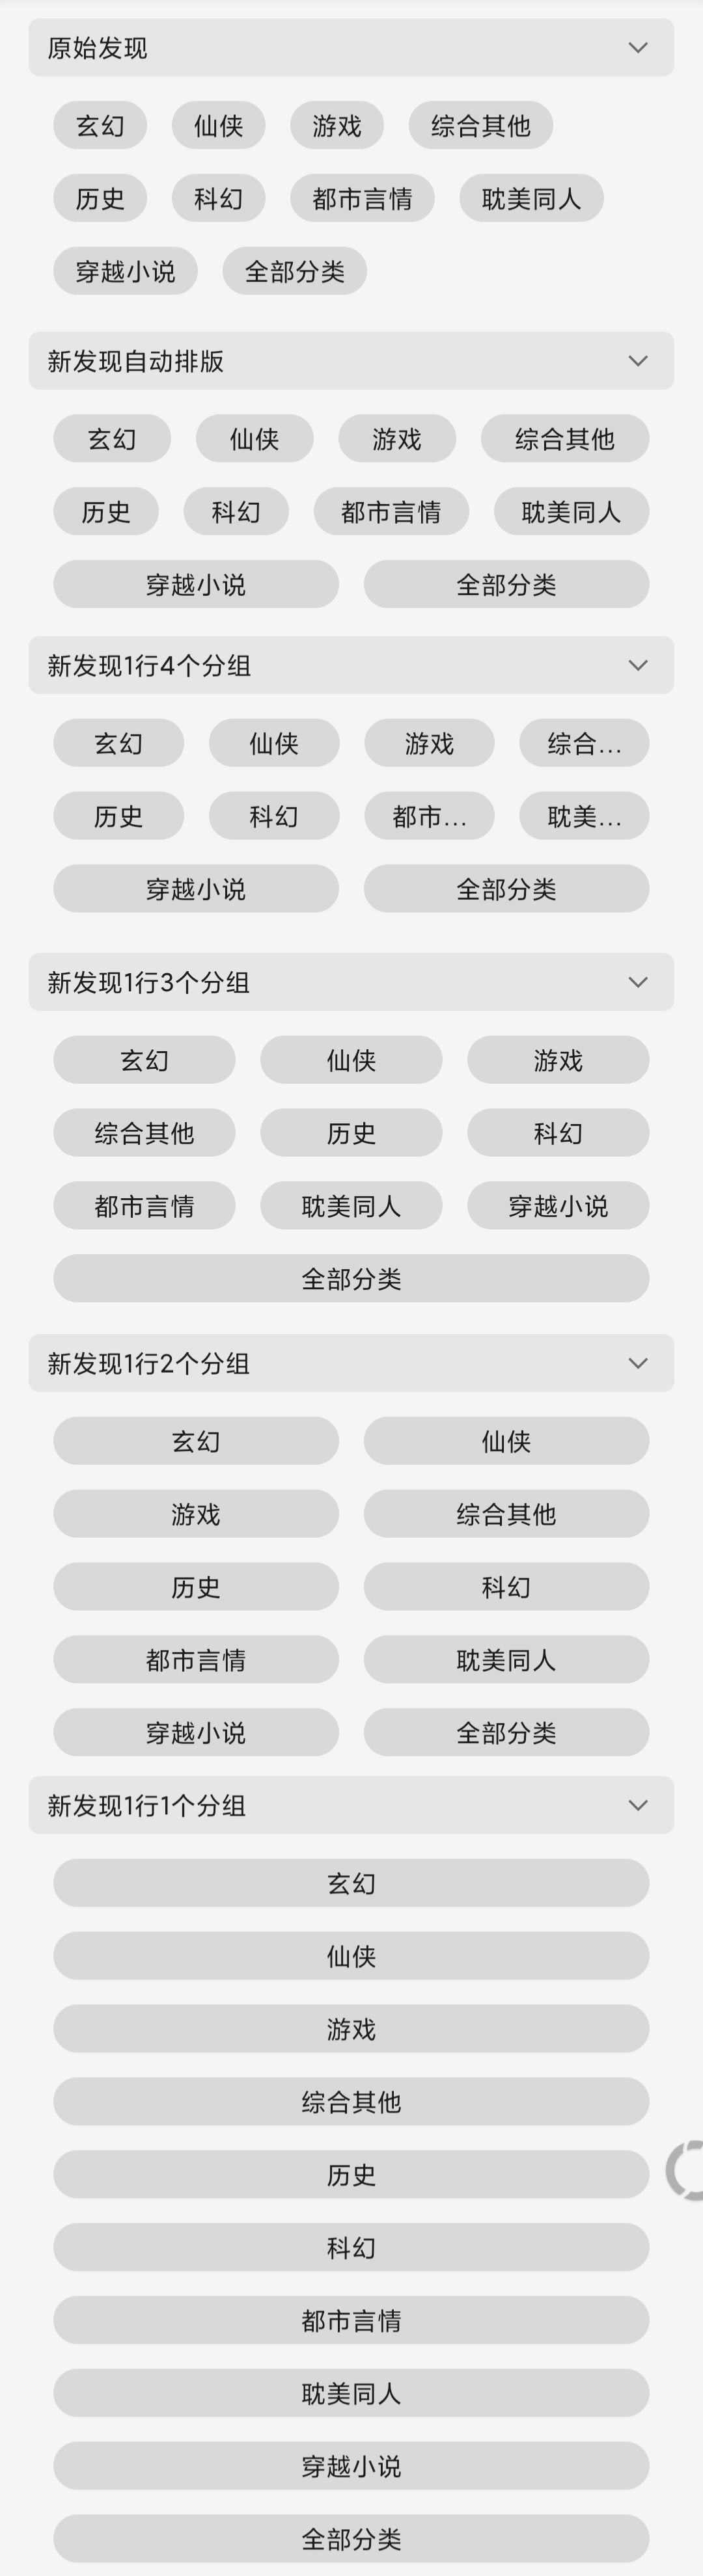 原始发现
玄幻 仙侠 游戏 综合其他
历史 科幻 都市言情 耽美同人
穿越小说 全部分类
新发现自动排版
玄幻 仙侠 游戏 综合其他
历史 科幻 都市言情 耽美同人
穿越小说 全部分类
新发现1行4个分组
玄幻 仙侠 游戏 综合...
历史 科幻 都市... 耽美...
穿越小说 全部分类
新发现1行3个分组
玄幻 仙侠 游戏
综合其他 历史 科幻
都市言情 耽美同人 穿越小说
全部分类
新发现1行2个分组
玄幻 仙侠
游戏 综合其他
历史 科幻
都市言情 耽美同人
穿越小说 全部分类
新发现1行1个分组
玄幻
仙侠
游戏
综合其他
历史
科幻
都市言情
耽美同人
穿越小说
全部分类